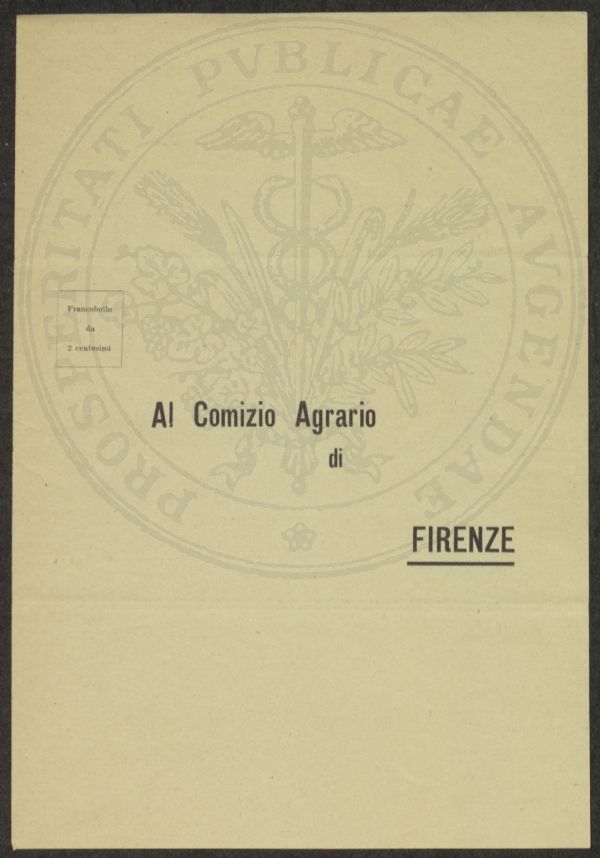 PROSPERITATI PVBLICAE AVGENDAE
Francobollo
da
2 centesimi
Al Comizio Agrario
di
FIRENZE